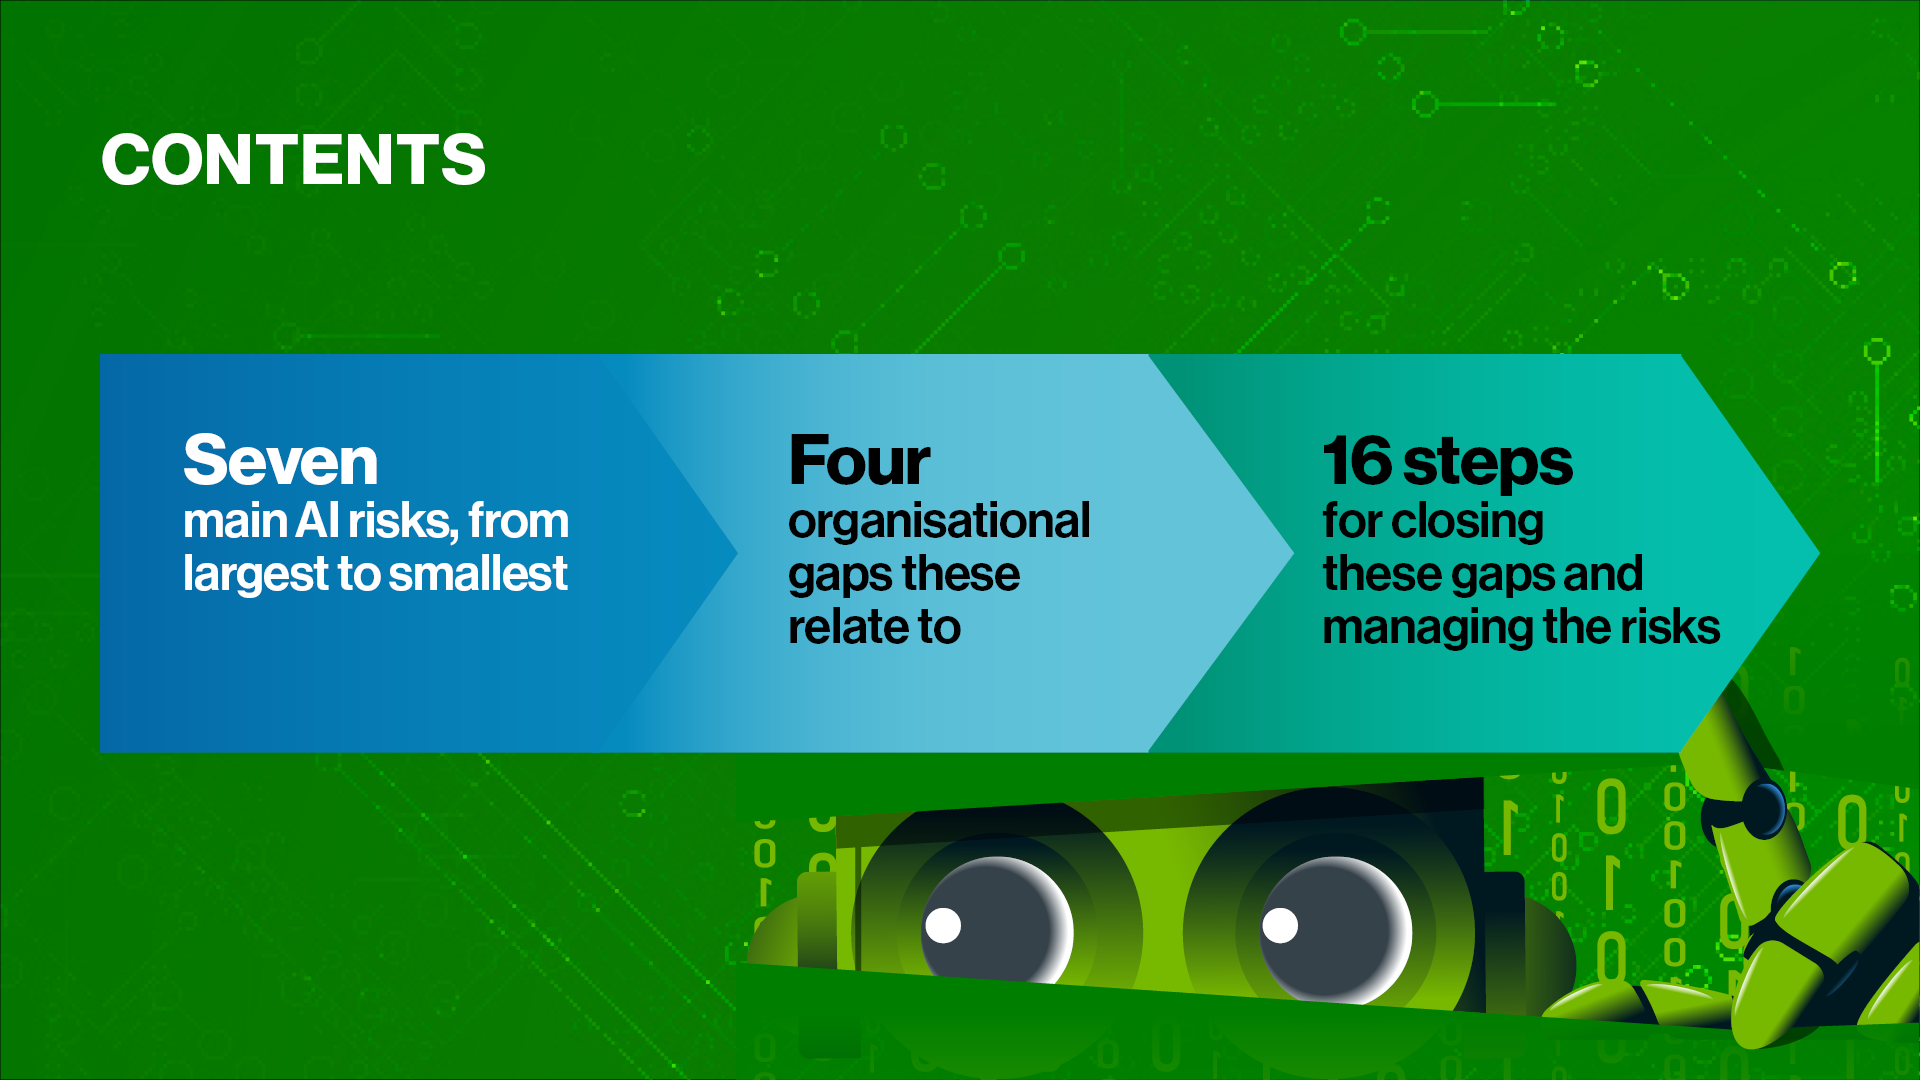 CONTENTS
Seven
main AI risks, from
largest to smallest
Four
organisational
gaps these
relate to
16 steps
for closing
these gaps and
managing the risks